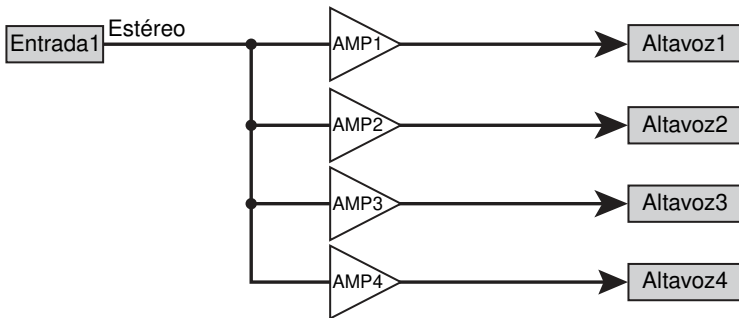 Entrada1
Estéreo
AMP1
Altavoz1
AMP2
Altavoz2
AMP3
Altavoz3
AMP4
Altavoz4